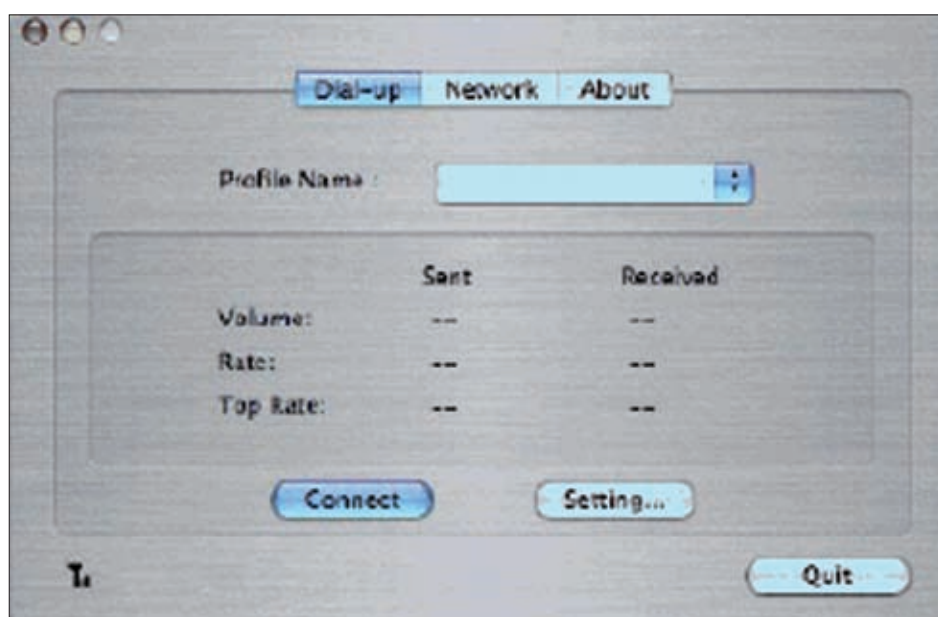 Dial-up Network About
Profile Name :
Sent Received
Volume: -- --
Rate: -- --
Top Rate: -- --
Connect Setting...
Quit